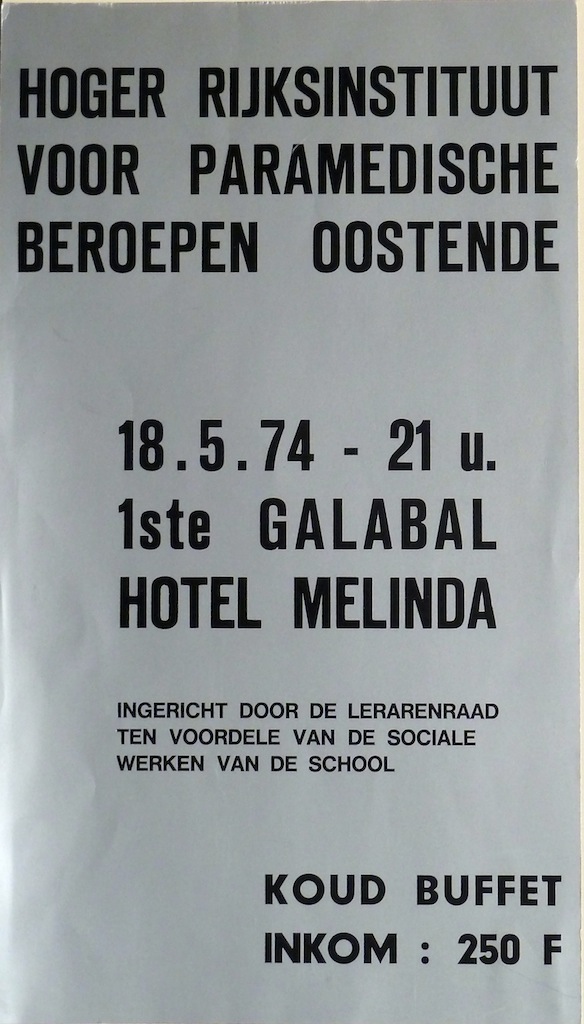 HOGER RIJKSINSTITUUT
VOOR PARAMEDISCHE
BEROEPEN OOSTENDE
18.5.74 - 21 u.
1ste GALABAL
HOTEL MELINDA
INGERICHT DOOR DE LERARENRAAD
TEN VOORDELE VAN DE SOCIALE
WERKEN VAN DE SCHOOL
KOUD BUFFET
INKOM : 250 F